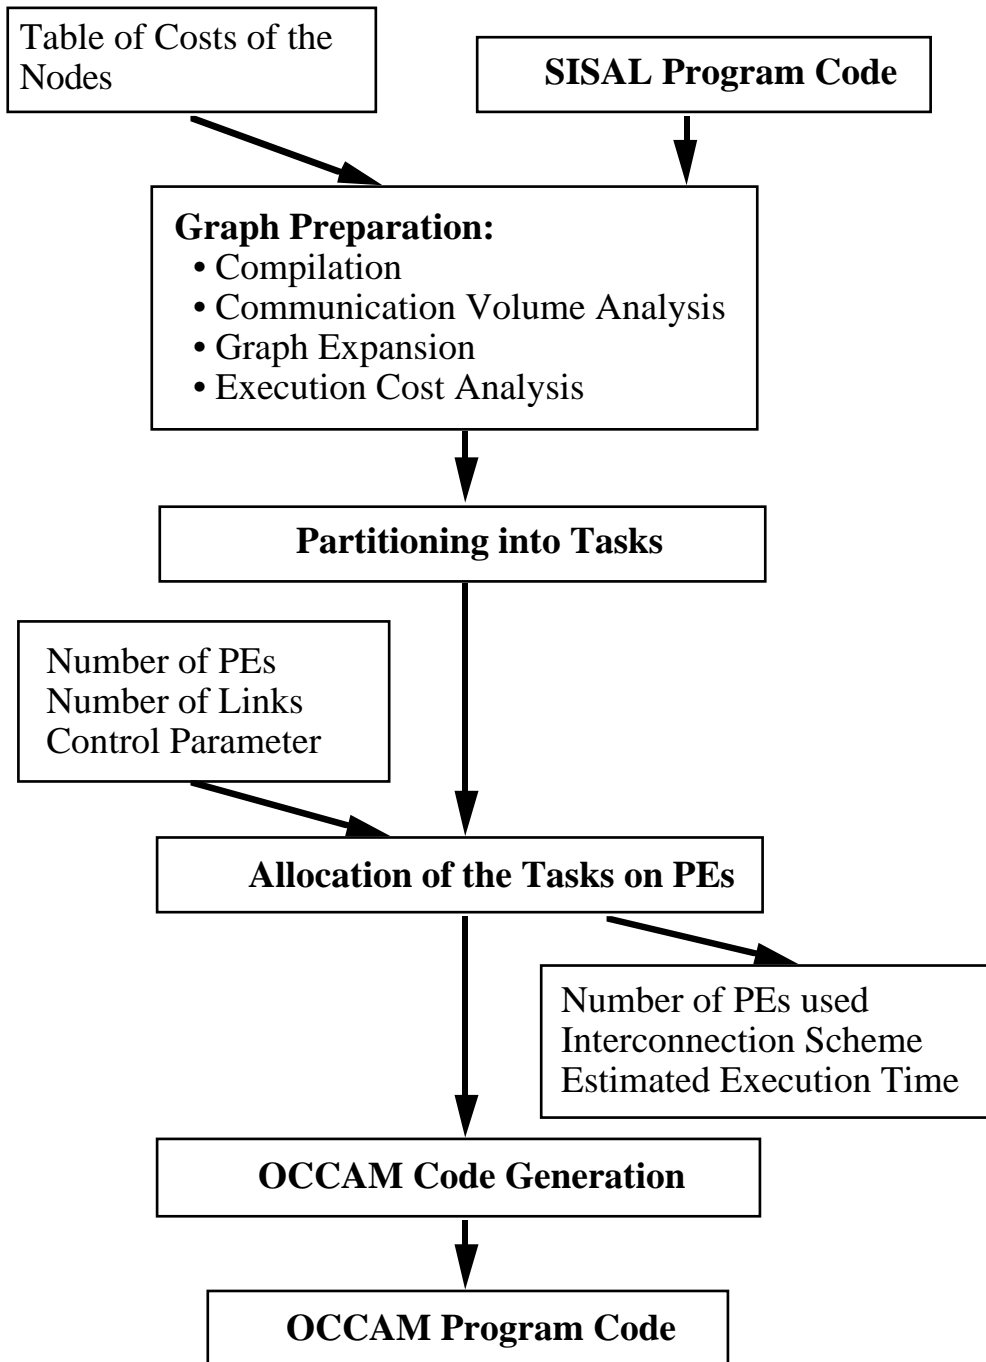 Table of Costs of the
Nodes
SISAL Program Code
Graph Preparation:
• Compilation
• Communication Volume Analysis
• Graph Expansion
• Execution Cost Analysis
Partitioning into Tasks
Number of PEs
Number of Links
Control Parameter
Allocation of the Tasks on PEs
Number of PEs used
Interconnection Scheme
Estimated Execution Time
OCCAM Code Generation
OCCAM Program Code